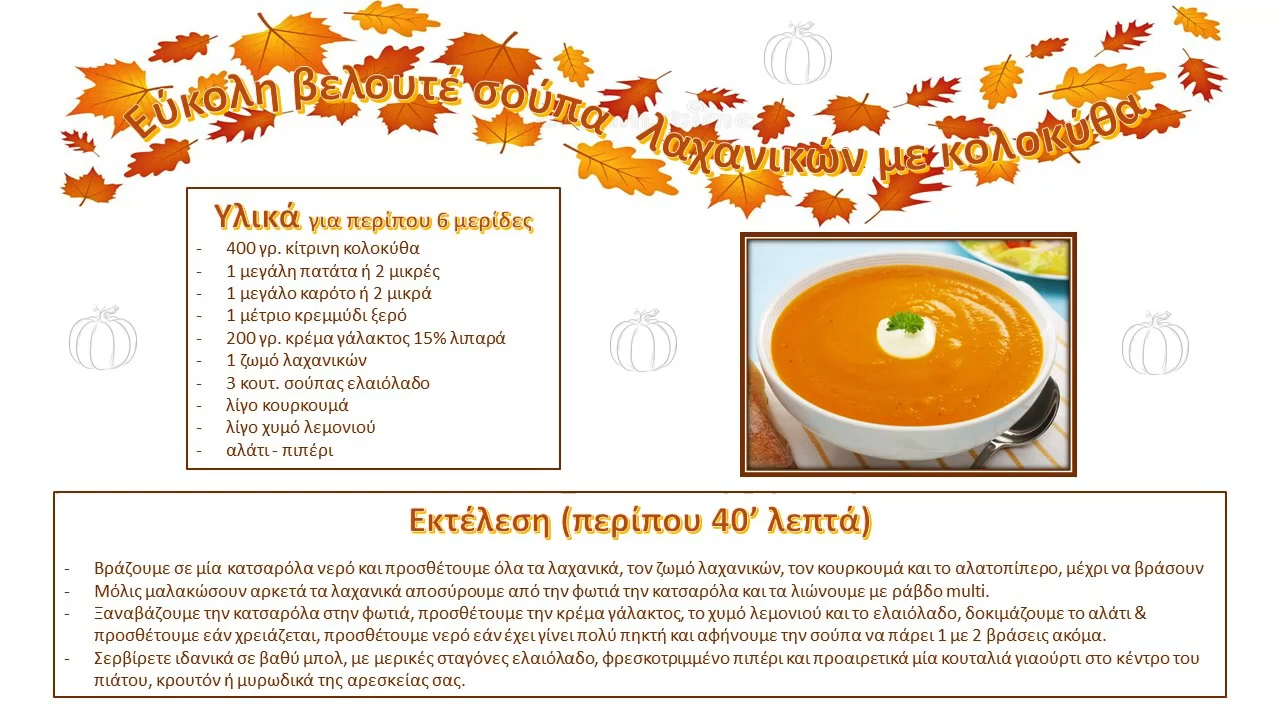 Εύκολη βελουτέ σούπα λαχανικών με κολοκύθα
Υλικά για περίπου 6 μερίδες
- 400 γρ. κίτρινη κολοκύθα
- 1 μεγάλη πατάτα ή 2 μικρές
- 1 μεγάλο καρότο ή 2 μικρά
- 1 μέτριο κρεμμύδι ξερό
- 200 γρ. κρέμα γάλακτος 15% λιπαρά
- 1 ζωμό λαχανικών
- 3 κουτ. σούπας ελαιόλαδο
- λίγο κουρκουμά
- λίγο χυμό λεμονιού
- αλάτι - πιπέρι
Εκτέλεση (περίπου 40’ λεπτά)
- Βράζουμε σε μία κατσαρόλα νερό και προσθέτουμε όλα τα λαχανικά, τον ζωμό λαχανικών, τον κουρκουμά και το αλατοπίπερο, μέχρι να βράσουν
- Μόλις μαλακώσουν αρκετά τα λαχανικά αποσύρουμε από την φωτιά την κατσαρόλα και τα λιώνουμε με ράβδο multi.
- Ξαναβάζουμε την κατσαρόλα στην φωτιά, προσθέτουμε την κρέμα γάλακτος, το χυμό λεμονιού και το ελαιόλαδο, δοκιμάζουμε το αλάτι &
προσθέτουμε εάν χρειάζεται, προσθέτουμε νερό εάν έχει γίνει πολύ πηκτή και αφήνουμε την σούπα να πάρει 1 με 2 βράσεις ακόμα.
- Σερβίρετε ιδανικά σε βαθύ μπολ, με μερικές σταγόνες ελαιόλαδο, φρεσκοτριμμένο πιπέρι και προαιρετικά μία κουταλιά γιαούρτι στο κέντρο του
πιάτου, κρουτόν ή μυρωδικά της αρεσκείας σας.